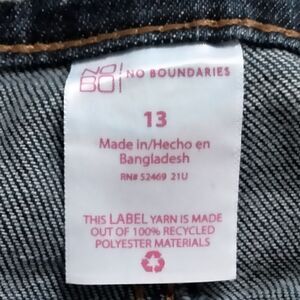 NO BO! NO BOUNDARIES
13
Made in/Hecho en
Bangladesh
RN# 52469 21U
THIS LABEL YARN IS MADE
OUT OF 100% RECYCLED
POLYESTER MATERIALS